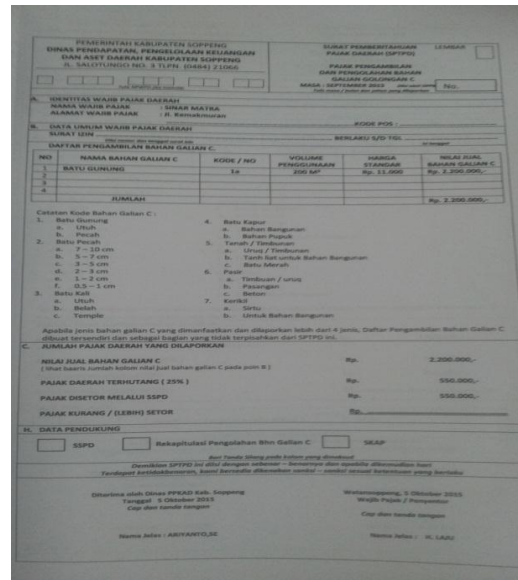 PEMERINTAH KABUPATEN SOPPENG
DINAS PENDAPATAN, PENGELOLAAN KEUANGAN
DAN ASET DAERAH KABUPATEN SOPPENG
JL. SALOTUNGO NO. 3 TLPN. (0484) 21066
SURAT PEMBERITAHUAN
PAJAK DAERAH (SPTPD)
LEMBAR
PAJAK PENGAMBILAN
DAN PENGOLAHAN BAHAN
GALIAN GOLONGAN C
MASA : SEPTEMBER 2015
No.
A. IDENTITAS WAJIB PAJAK DAERAH
NAMA WAJIB PAJAK : SINAR MATRA
ALAMAT WAJIB PAJAK : Jl. Kemakmuran
KODE POS :
B. DATA UMUM WAJIB PAJAK DAERAH
SURAT IZIN
BERLAKU S/D TGL
DAFTAR PENGAMBILAN BAHAN GALIAN C.
NO NAMA BAHAN GALIAN C KODE / NO VOLUME PENGGUNAAN HARGA STANDAR NILAI JUAL BAHAN GALIAN C
1 BATU GUNUNG 1a 200 M³ Rp. 11.000 Rp. 2.200.000,-
2
3
4
JUMLAH Rp. 2.200.000,-
Catatan Kode Bahan Galian C :
1. Batu Gunung
a. Utuh
b. Pecah
2. Batu Pecah
a. 7 – 10 cm
b. 5 – 7 cm
c. 3 – 5 cm
d. 2 – 3 cm
e. 1 – 2 cm
f. 0.5 – 1 cm
3. Batu Kali
a. Utuh
b. Belah
c. Temple
4. Batu Kapur
a. Bahan Bangunan
b. Bahan Pupuk
5. Tanah / Timbunan
a. Urug / Timbunan
b. Tanh Set untuk Bahan Bangunan
c. Batu Merah
6. Pasir
a. Timbuan / urug
b. Pasangan
c. Beton
7. Kerikil
a. Sirtu
b. Untuk Bahan Bangunan
Apabila jenis bahan galian C yang dimanfaatkan dan dilaporkan lebih dari 4 jenis, Daftar Pengambilan Bahan Galian C
dibuat tersendiri dan sebagai bagian yang tidak terpisahkan dari SPTPD ini.
C. JUMLAH PAJAK DAERAH YANG DILAPORKAN
NILAI JUAL BAHAN GALIAN C Rp. 2.200.000,-
( lihat baaris Jumlah kolom nilai Jual bahan galian C pada poin B )
PAJAK DAERAH TERHUTANG ( 25% ) Rp. 550.000,-
PAJAK DISETOR MELALUI SSPD Rp. 550.000,-
PAJAK KURANG / (LEBIH) SETOR Rp.
H. DATA PENDUKUNG
SSPD Rekapitulasi Pengolahan Bhn Galian C SKAP
Beri Tanda Silang pada kolom yang dimaksud
Demikian SPTPD ini diisi dengan sebenar – benarnya dan apabila dikemudian hari
Terdapat ketidakbenaran, kami bersedia dikenakan sanksi – sanksi sesuai ketentuan yang berlaku
Diterima oleh Dinas PPKAD Kab. Soppeng
Tanggal 5 Oktober 2015
Cap dan tanda tangan
Nama Jelas : ARIYANTO,SE
Watansoppeng, 5 Oktober 2015
Wajib Pajak / Penyetor
Cap dan tanda tangan
Nama Jelas : H. LAJU